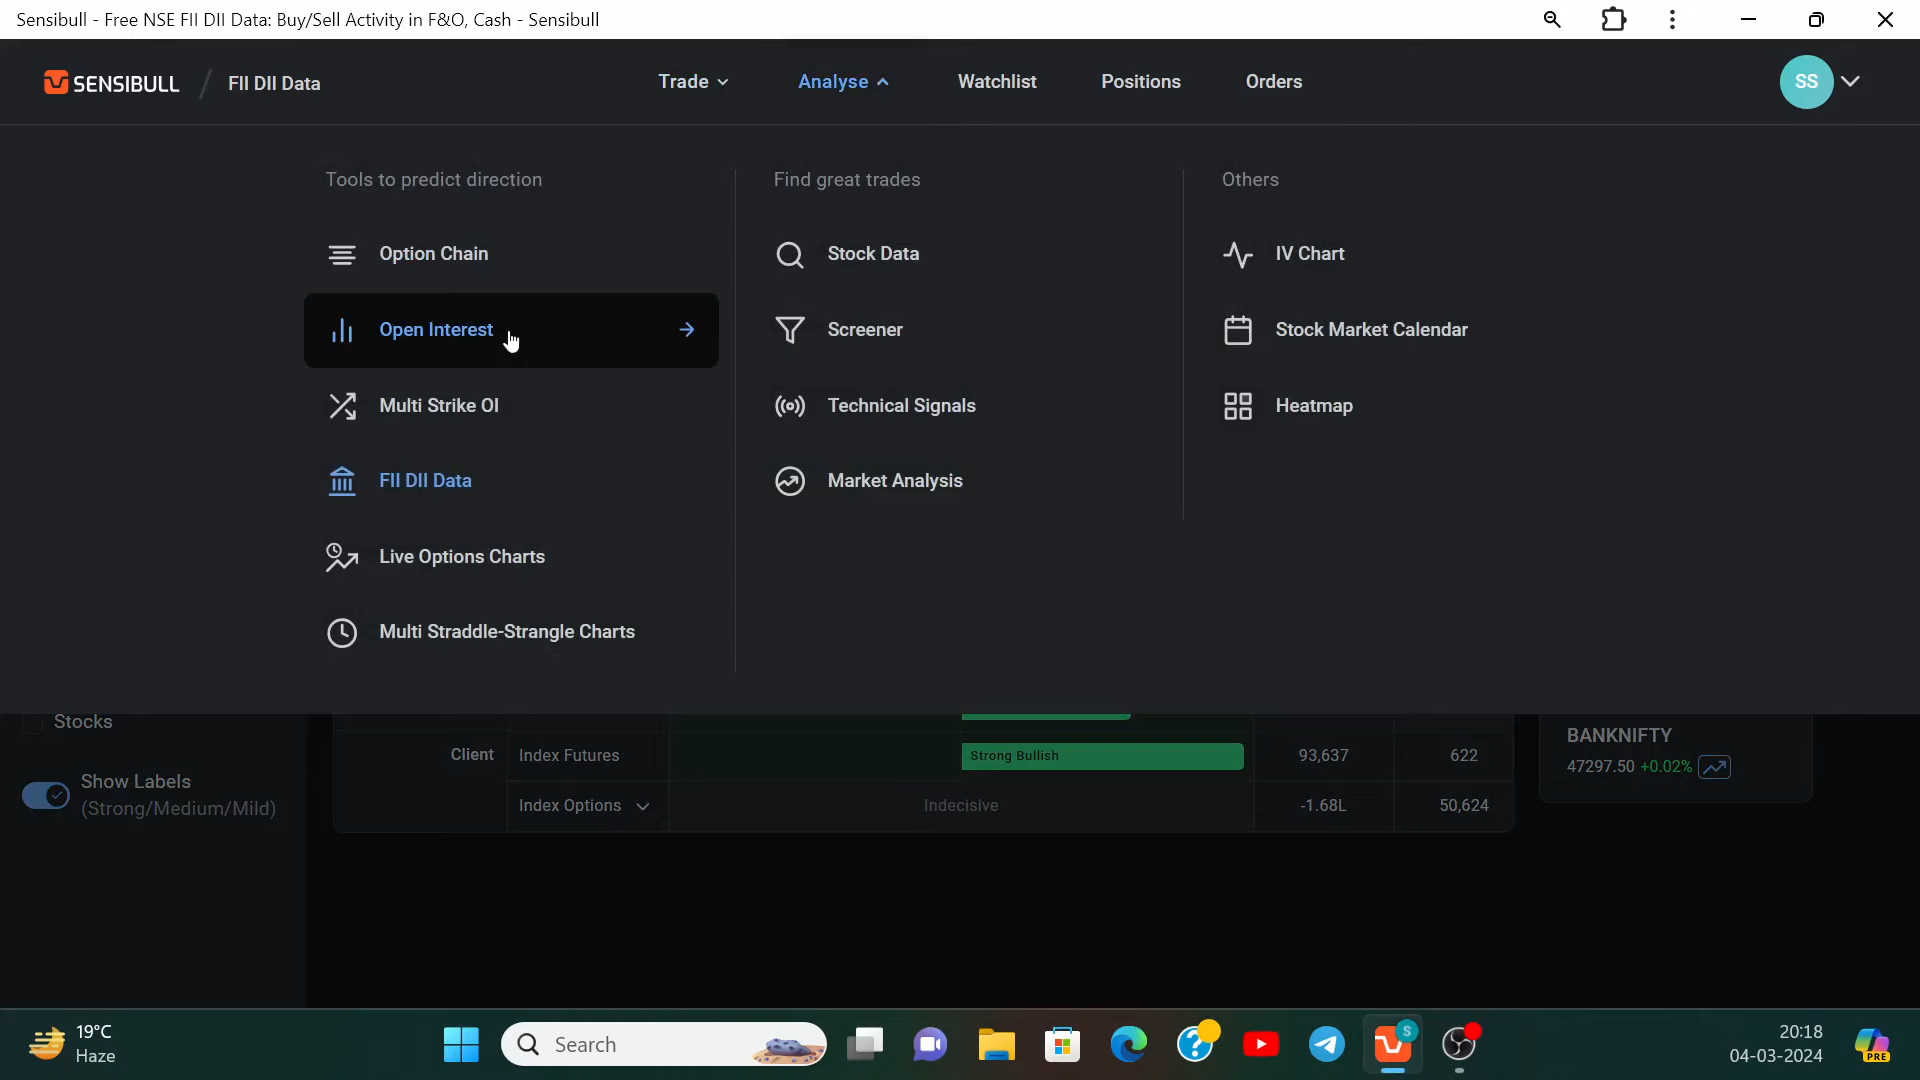 Sensibull - Free NSE FII DII Data: Buy/Sell Activity in F&O, Cash - Sensibull
SENSIBULL / FII DII Data
Trade
Analyse
Watchlist
Positions
Orders
SS
Tools to predict direction
Option Chain
Open Interest
Multi Strike OI
FII DII Data
Live Options Charts
Multi Straddle-Strangle Charts
Find great trades
Stock Data
Screener
Technical Signals
Market Analysis
Others
IV Chart
Stock Market Calendar
Heatmap
Stocks
Show Labels
(Strong/Medium/Mild)
Client Index Futures Strong Bullish 93,637 622
Index Options Indecisive -1.68L 50,624
BANKNIFTY
47297.50 +0.02%
19°C
Haze
Search
S
20:18
04-03-2024
PRE